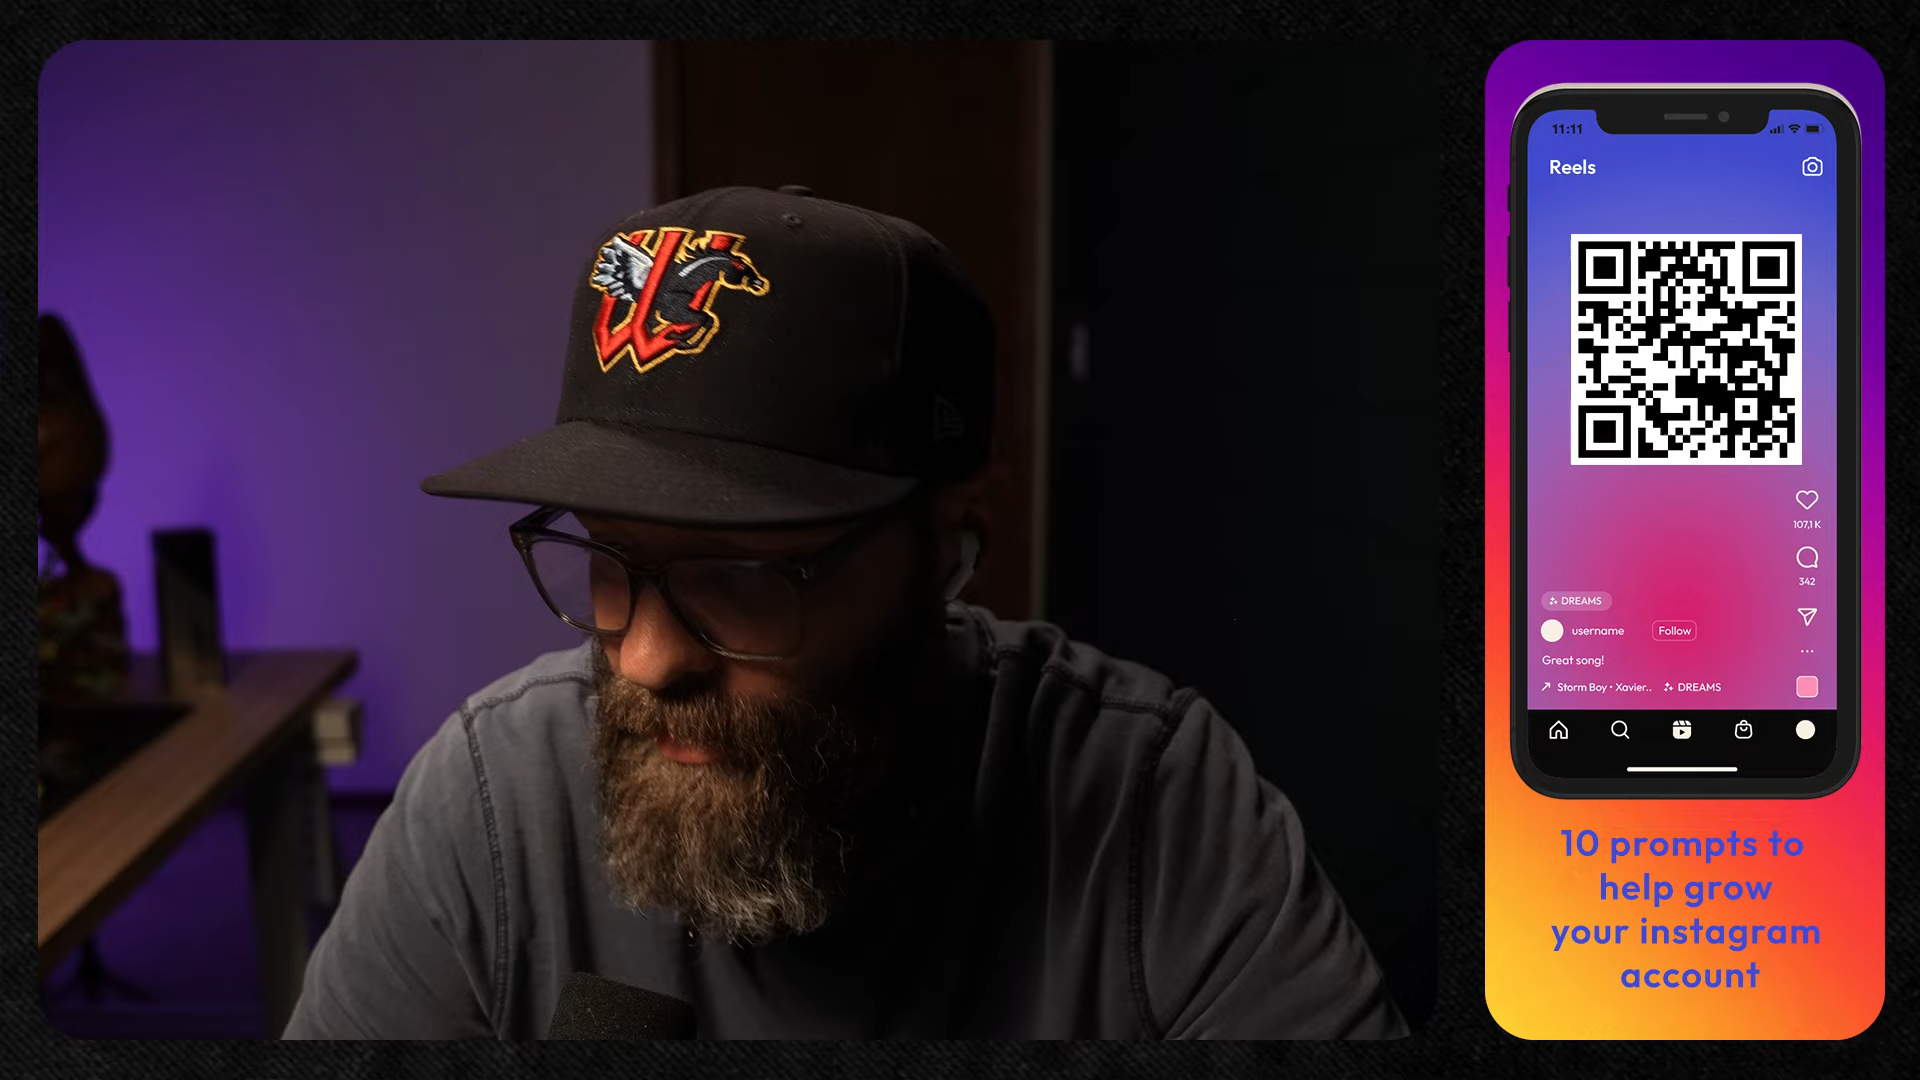 W
11:11
Reels
107,1 K
342
DREAMS
username
Follow
Great song!
Storm Boy • Xavier..
DREAMS
10 prompts to
help grow
your instagram
account